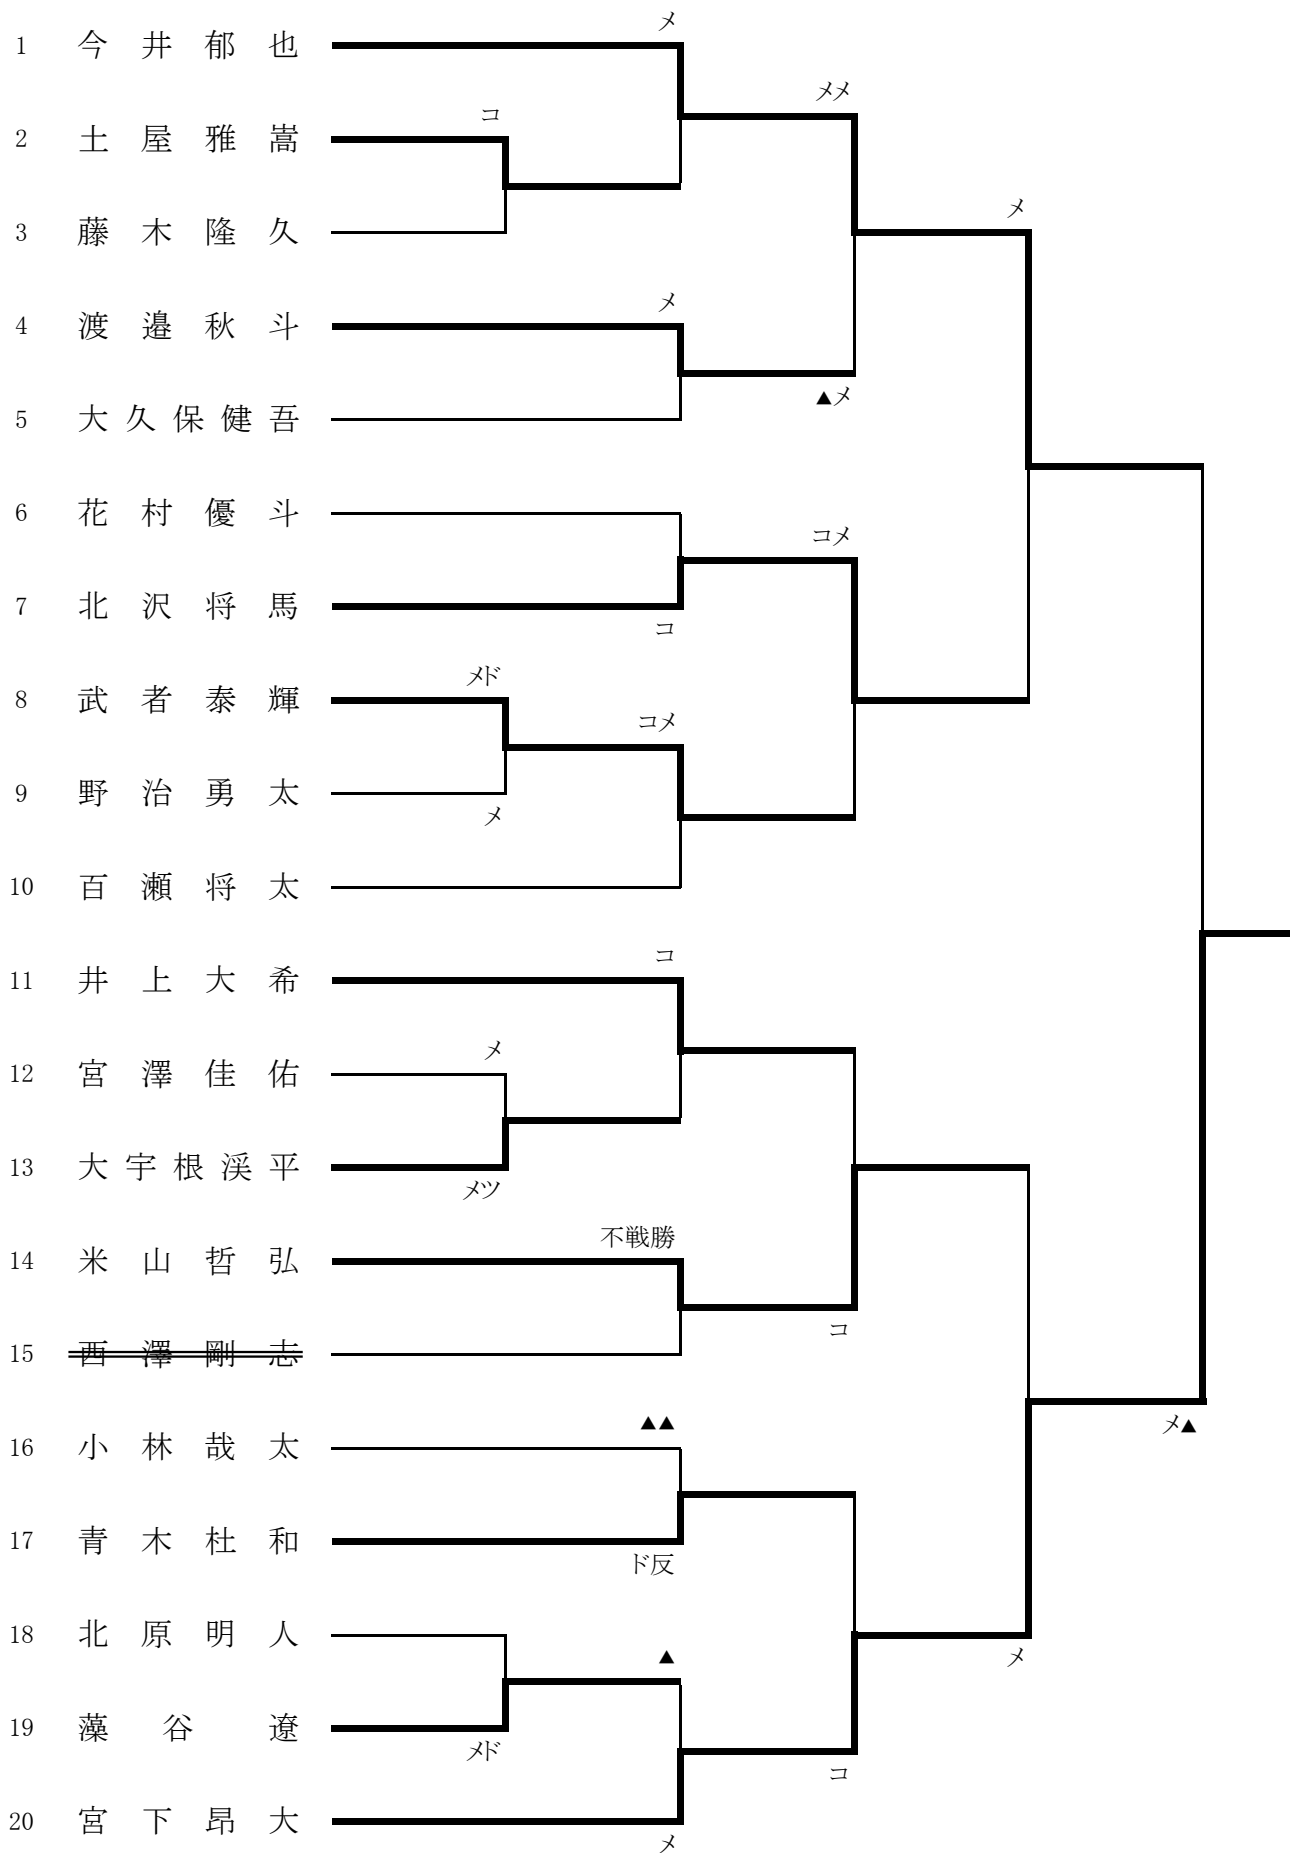 メ
1 今井郁也
メメ
コ
2 土屋雅嵩
メ
3 藤木隆久
メ
4 渡邉秋斗
▲メ
5 大久保健吾
6 花村優斗
コメ
7 北沢将馬
コ
メド
8 武者泰輝
コメ
9 野治勇太
メ
10 百瀬将太
コ
11 井上大希
メ
12 宮澤佳佑
13 大宇根渓平
メツ
不戦勝
14 米山哲弘
コ
15 西澤剛志
▲▲
メ▲
16 小林哉太
17 青木杜和
ド反
18 北原明人
▲
メ
19 藻谷遼
メド
コ
20 宮下昂大
メ